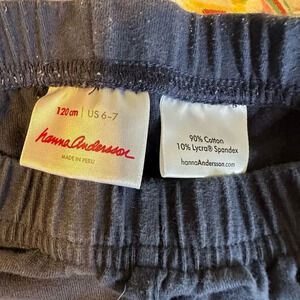 120 cm | US 6-7
hanna Andersson
MADE IN PERU
90% Cotton
10% Lycra® Spandex
hannaAndersson.com